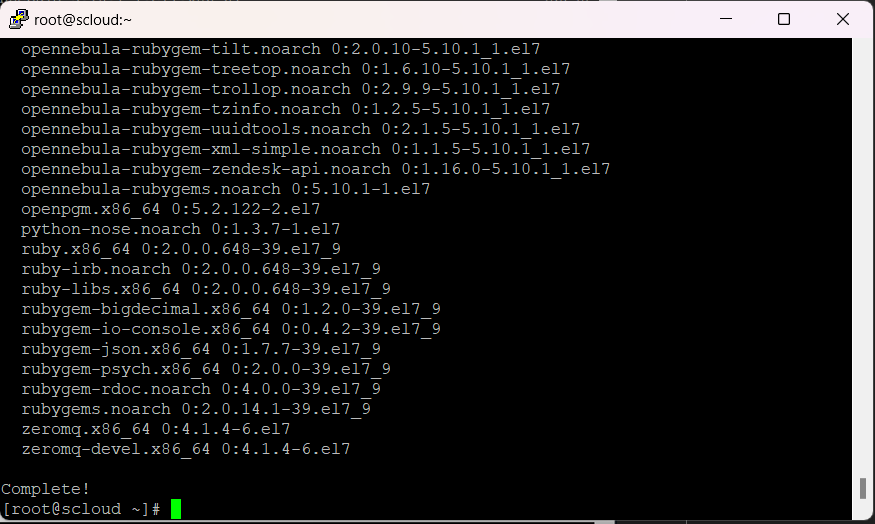 root@scloud:~
opennebula-rubygem-tilt.noarch 0:2.0.10-5.10.1_1.el7
opennebula-rubygem-treetop.noarch 0:1.6.10-5.10.1_1.el7
opennebula-rubygem-trollop.noarch 0:2.9.9-5.10.1_1.el7
opennebula-rubygem-tzinfo.noarch 0:1.2.5-5.10.1_1.el7
opennebula-rubygem-uuidtools.noarch 0:2.1.5-5.10.1_1.el7
opennebula-rubygem-xml-simple.noarch 0:1.1.5-5.10.1_1.el7
opennebula-rubygem-zendesk-api.noarch 0:1.16.0-5.10.1_1.el7
opennebula-rubygems.noarch 0:5.10.1-1.el7
openpgm.x86_64 0:5.2.122-2.el7
python-nose.noarch 0:1.3.7-1.el7
ruby.x86_64 0:2.0.0.648-39.el7_9
ruby-irb.noarch 0:2.0.0.648-39.el7_9
ruby-libs.x86_64 0:2.0.0.648-39.el7_9
rubygem-bigdecimal.x86_64 0:1.2.0-39.el7_9
rubygem-io-console.x86_64 0:0.4.2-39.el7_9
rubygem-json.x86_64 0:1.7.7-39.el7_9
rubygem-psych.x86_64 0:2.0.0-39.el7_9
rubygem-rdoc.noarch 0:4.0.0-39.el7_9
rubygems.noarch 0:2.0.14.1-39.el7_9
zeromq.x86_64 0:4.1.4-6.el7
zeromq-devel.x86_64 0:4.1.4-6.el7
Complete!
[root@scloud ~]#